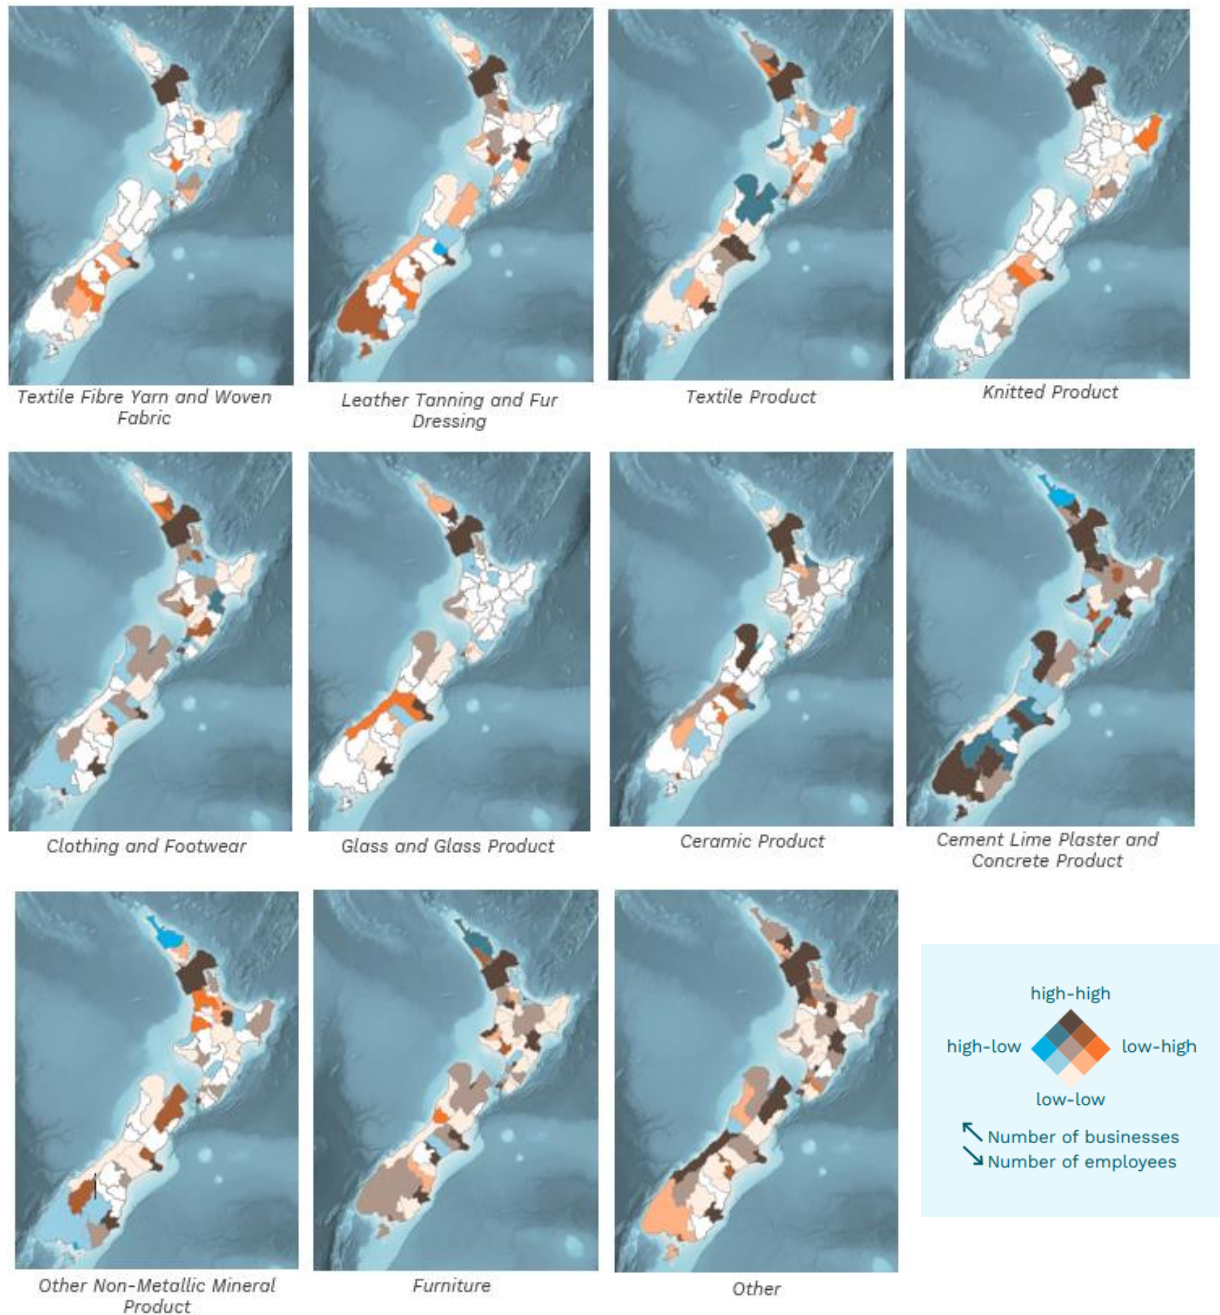 Textile Fibre Yarn and Woven
Fabric
Leather Tanning and Fur
Dressing
Textile Product
Knitted Product
Clothing and Footwear
Glass and Glass Product
Ceramic Product
Cement Lime Plaster and
Concrete Product
Other Non-Metallic Mineral
Product
Furniture
Other
high-high
high-low
low-high
low-low
Number of businesses
Number of employees